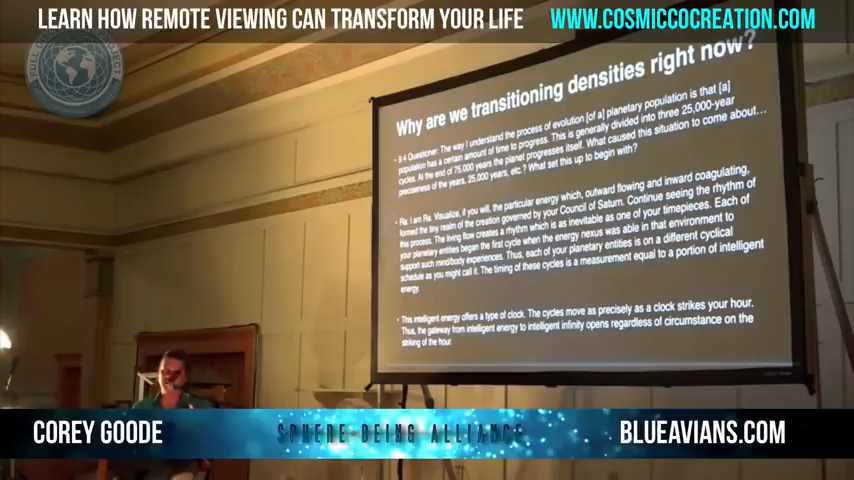 LEARN HOW REMOTE VIEWING CAN TRANSFORM YOUR LIFE WWW.COSMICCOCREATION.COM
Why are we transitioning densities right now?
• 9.4 Questioner: The way I understand the process of evolution [of a] planetary population is that [a]
population has a certain amount of time to progress. This is generally divided into three 25,000-year
cycles. At the end of 75,000 years the planet progresses itself. What caused this situation to come about…
preciseness of the years, 25,000 years, etc.? What set this up to begin with?
• Ra: I am Ra. Visualize, if you will, the particular energy which, outward flowing and inward coagulating,
formed the tiny realm of the creation governed by your Council of Saturn. Continue seeing the rhythm of
this process. The living flow creates a rhythm which is as inevitable as one of your timepieces. Each of
your planetary entities began the first cycle when the energy nexus was able in that environment to
support such mind/body experiences. Thus, each of your planetary entities is on a different cyclical
schedule as you might call it. The timing of these cycles is a measurement equal to a portion of intelligent
energy.
• This intelligent energy offers a type of clock. The cycles move as precisely as a clock strikes your hour.
Thus, the gateway from intelligent energy to intelligent infinity opens regardless of circumstance on the
striking of the hour.
COREY GOODE SPHERE-BEING ALLIANCE BLUEAVIANS.COM